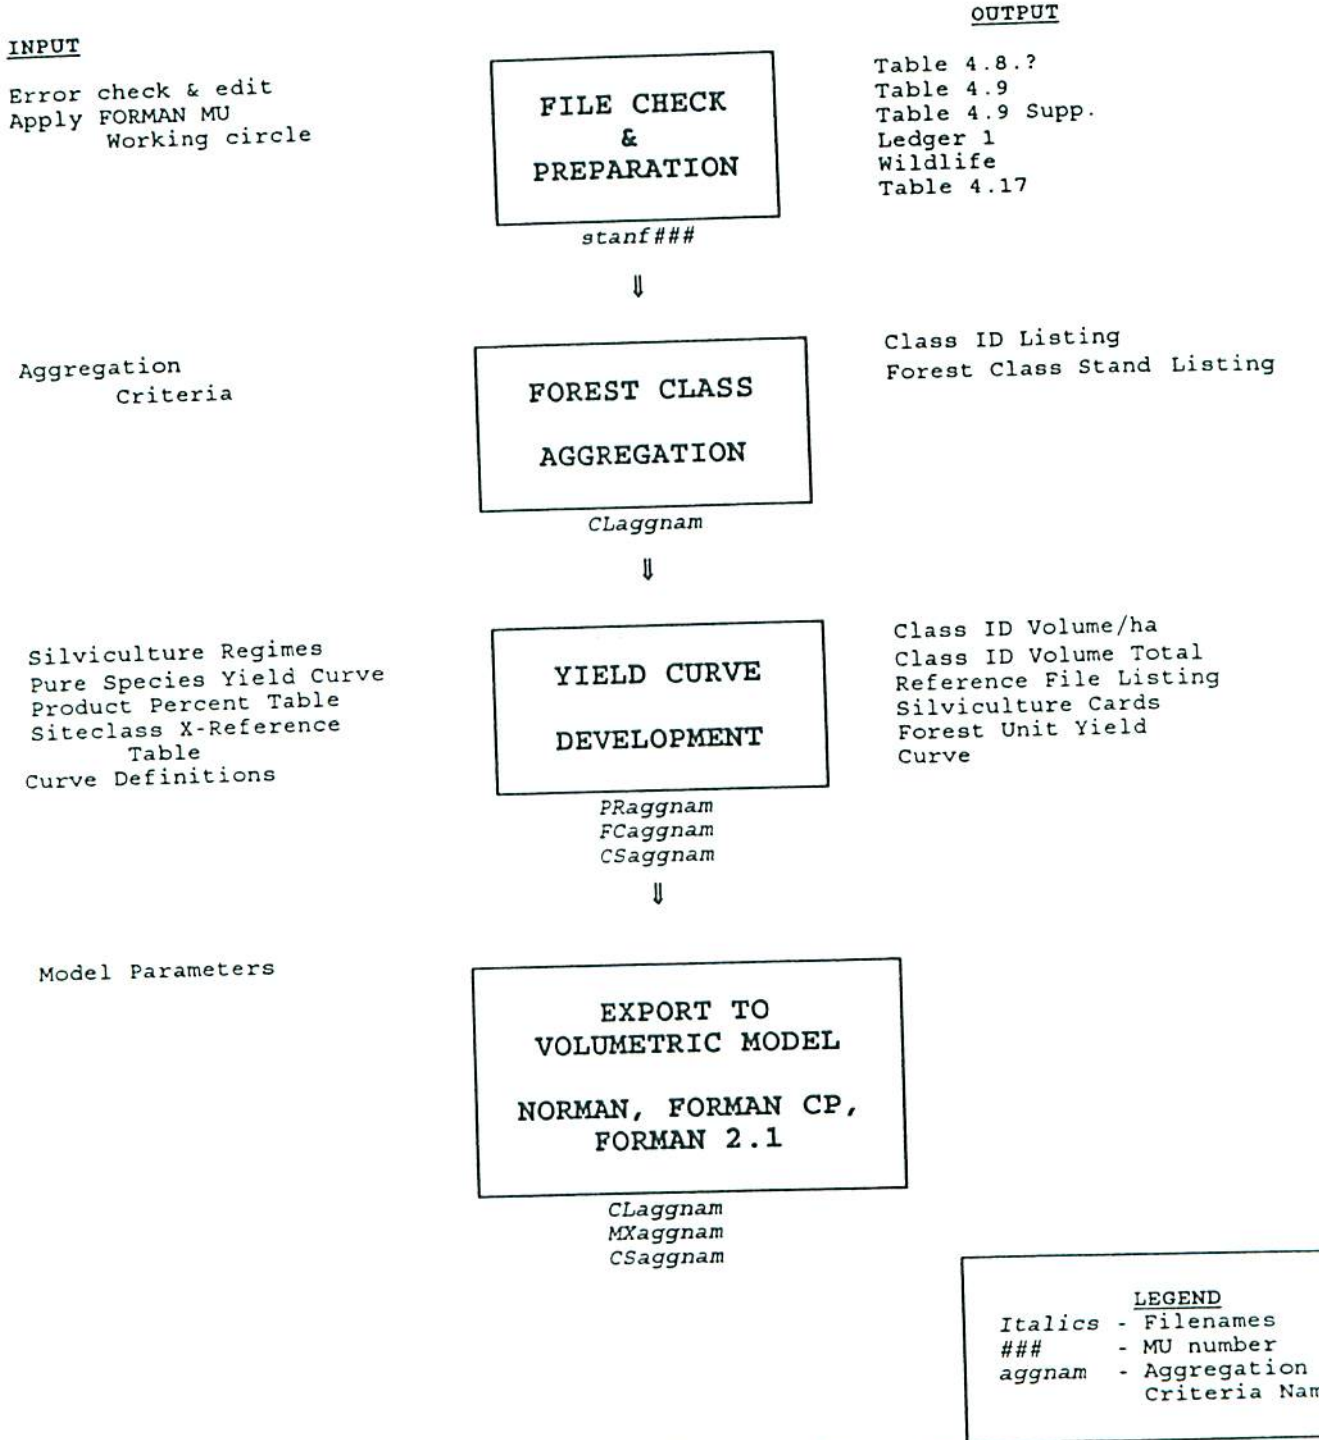 OUTPUT
INPUT
Error check & edit
Apply FORMAN MU
Working circle
FILE CHECK
&
PREPARATION
stanf###
Table 4.8.?
Table 4.9
Table 4.9 Supp.
Ledger 1
Wildlife
Table 4.17
⇓
Aggregation
Criteria
FOREST CLASS
AGGREGATION
CLaggnam
Class ID Listing
Forest Class Stand Listing
⇓
Silviculture Regimes
Pure Species Yield Curve
Product Percent Table
Siteclass X-Reference
Table
Curve Definitions
YIELD CURVE
DEVELOPMENT
PRaggnam
FCaggnam
CSaggnam
Class ID Volume/ha
Class ID Volume Total
Reference File Listing
Silviculture Cards
Forest Unit Yield
Curve
⇓
Model Parameters
EXPORT TO
VOLUMETRIC MODEL
NORMAN, FORMAN CP,
FORMAN 2.1
CLaggnam
MXaggnam
CSaggnam
LEGEND
Italics - Filenames
### - MU number
aggnam - Aggregation
Criteria Nam